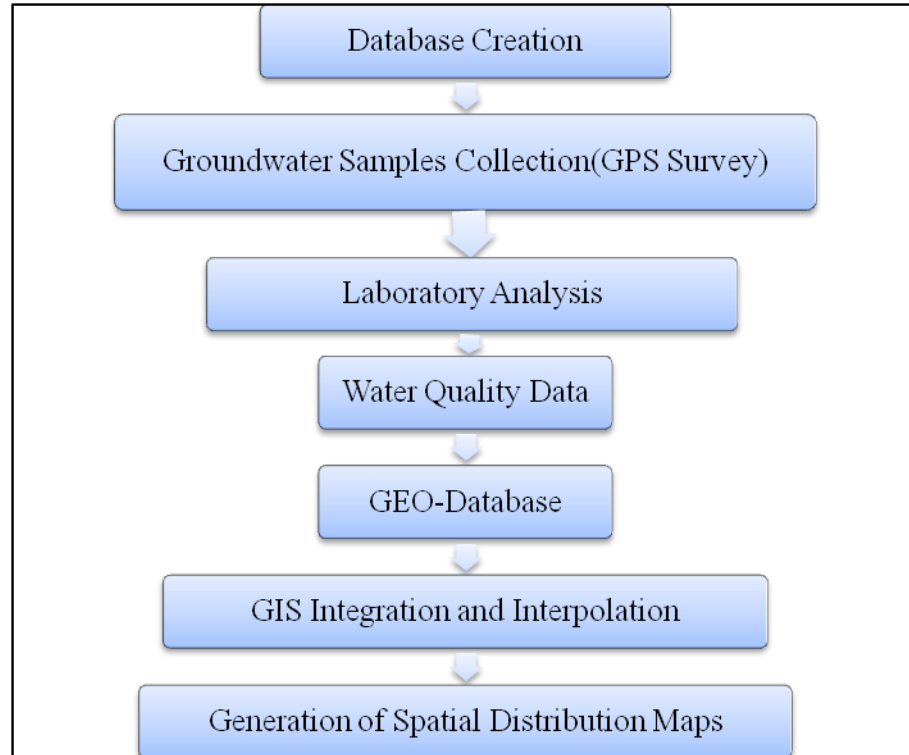 Database Creation
Groundwater Samples Collection(GPS Survey)
Laboratory Analysis
Water Quality Data
GEO-Database
GIS Integration and Interpolation
Generation of Spatial Distribution Maps